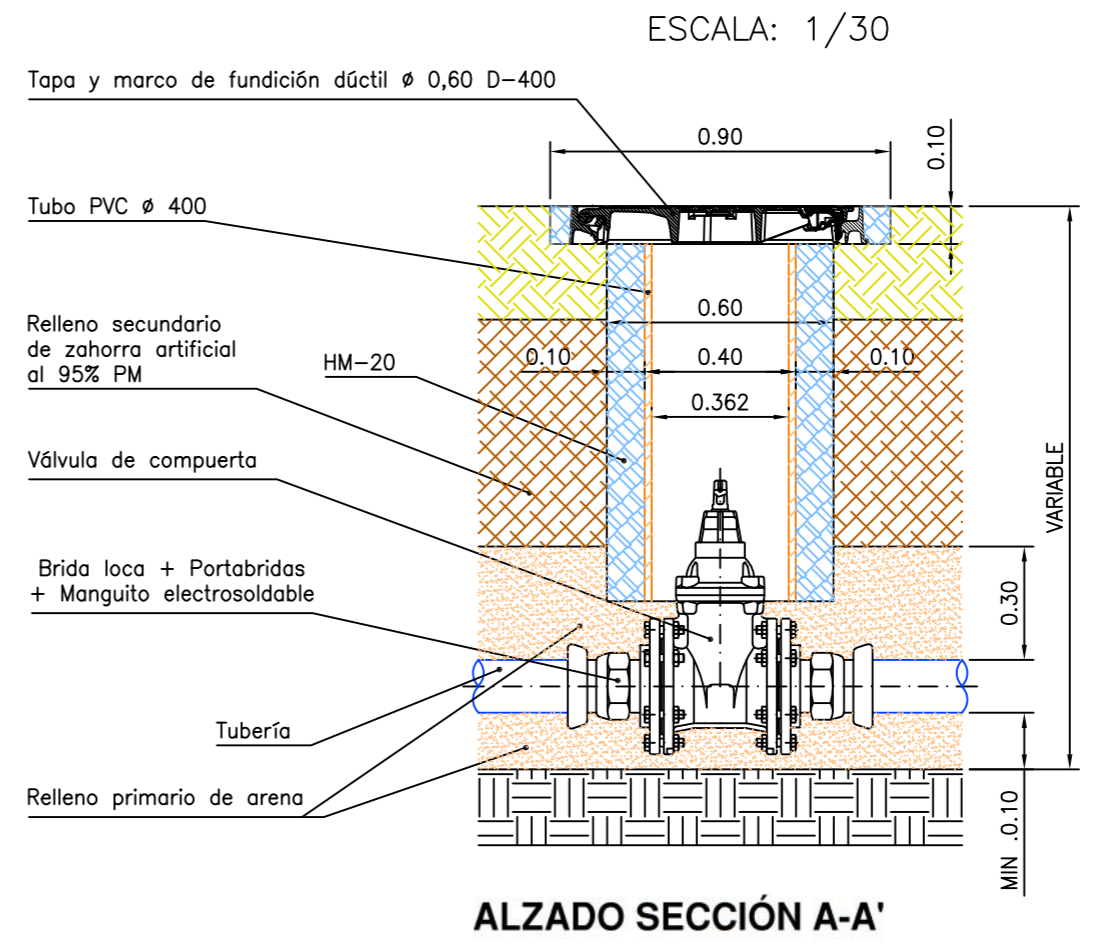 ESCALA: 1/30
Tapa y marco de fundición dúctil ø 0,60 D-400
0.90
0.10
Tubo PVC ø 400
Relleno secundario
de zahorra artificial
al 95% PM
HM-20
0.60
0.10
0.40
0.10
0.362
Válvula de compuerta
VARIABLE
Brida loca + Portabridas
+ Manguito electrosoldable
0.30
Tubería
Relleno primario de arena
MIN .0.10
ALZADO SECCIÓN A-A'